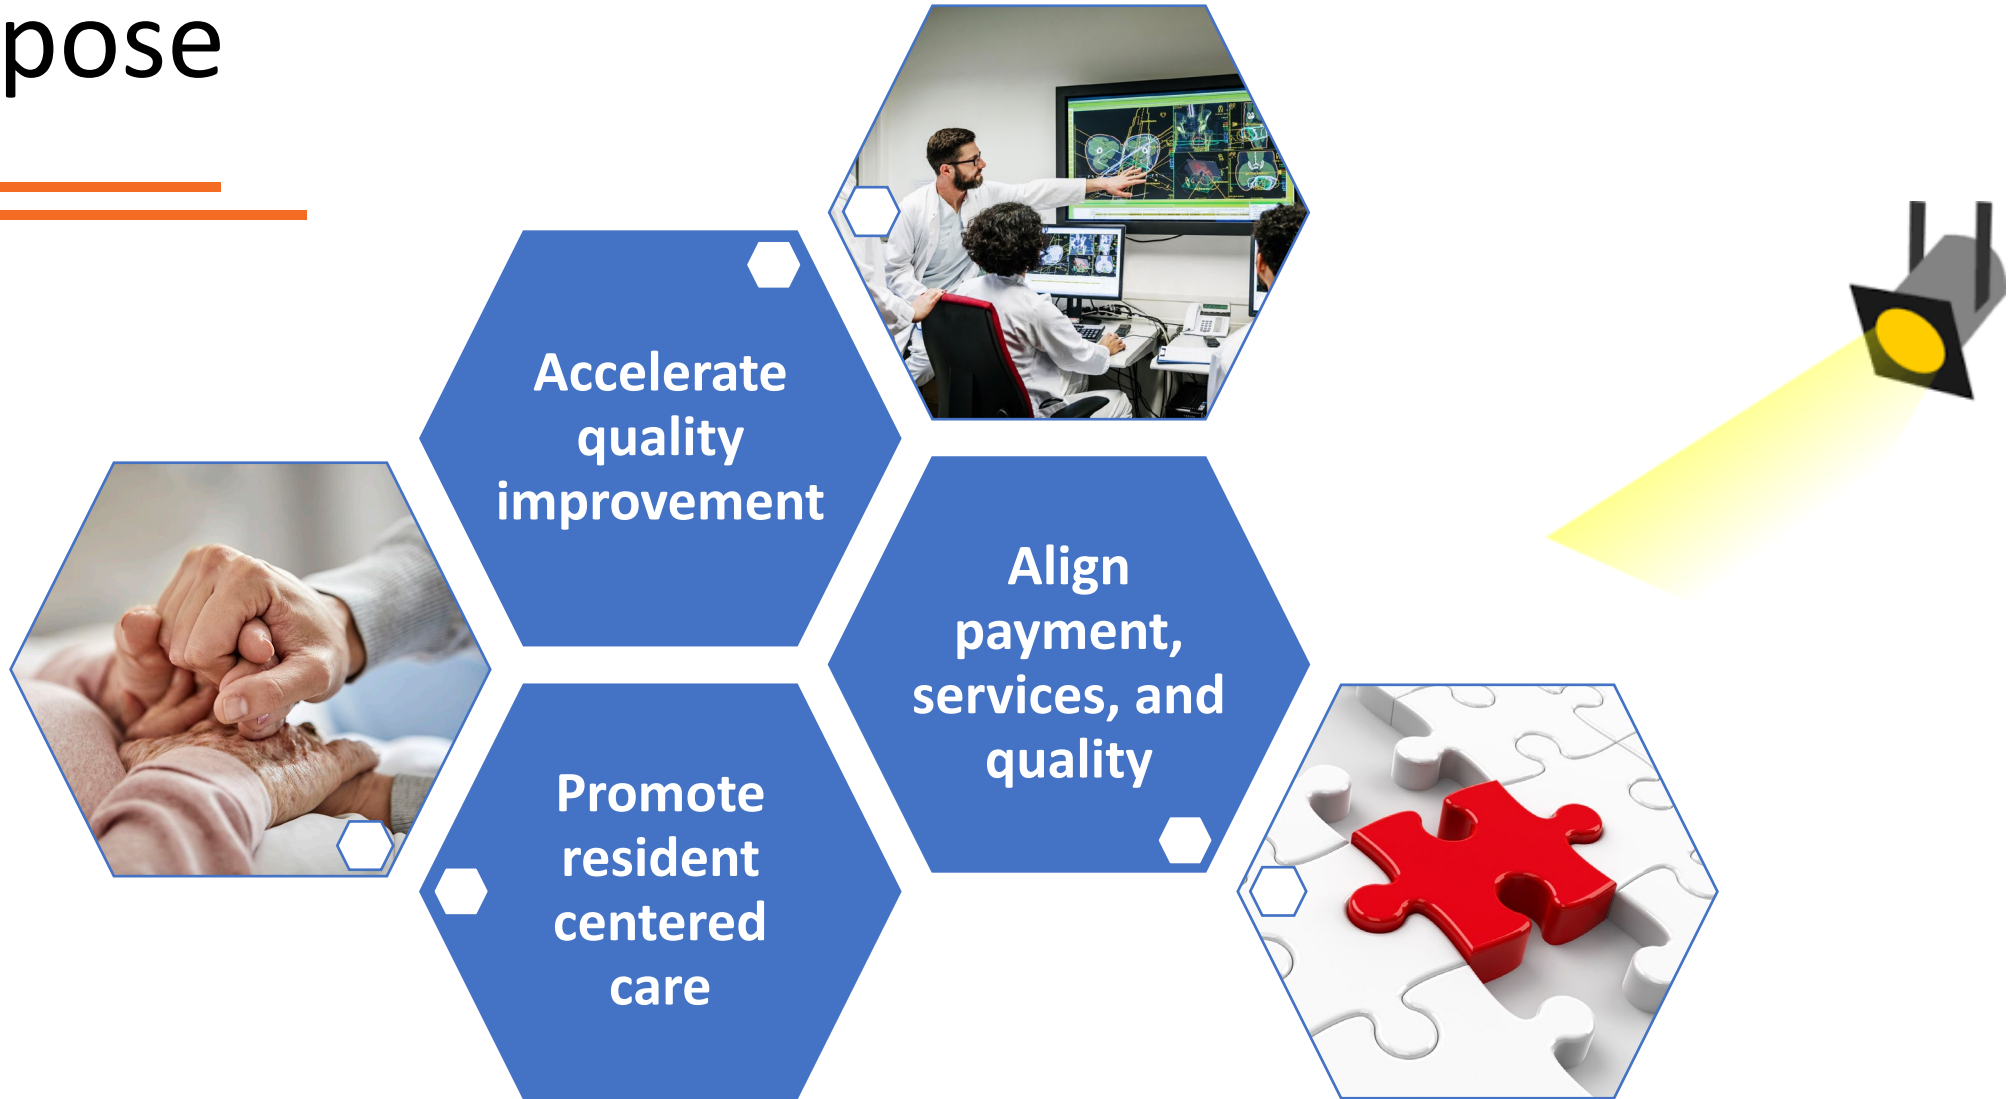 pose
Accelerate
quality
improvement
Align
payment,
services, and
quality
Promote
resident
centered
care